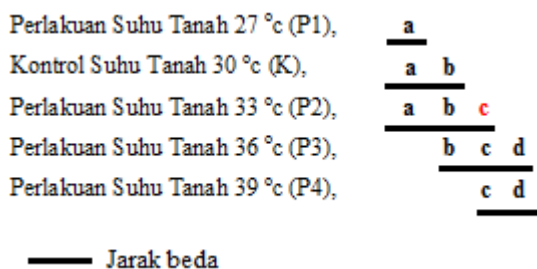 Perlakuan Suhu Tanah 27 °c (P1), a
Kontrol Suhu Tanah 30 °c (K), a b
Perlakuan Suhu Tanah 33 °c (P2), a b c
Perlakuan Suhu Tanah 36 °c (P3), b c d
Perlakuan Suhu Tanah 39 °c (P4), c d
Jarak beda